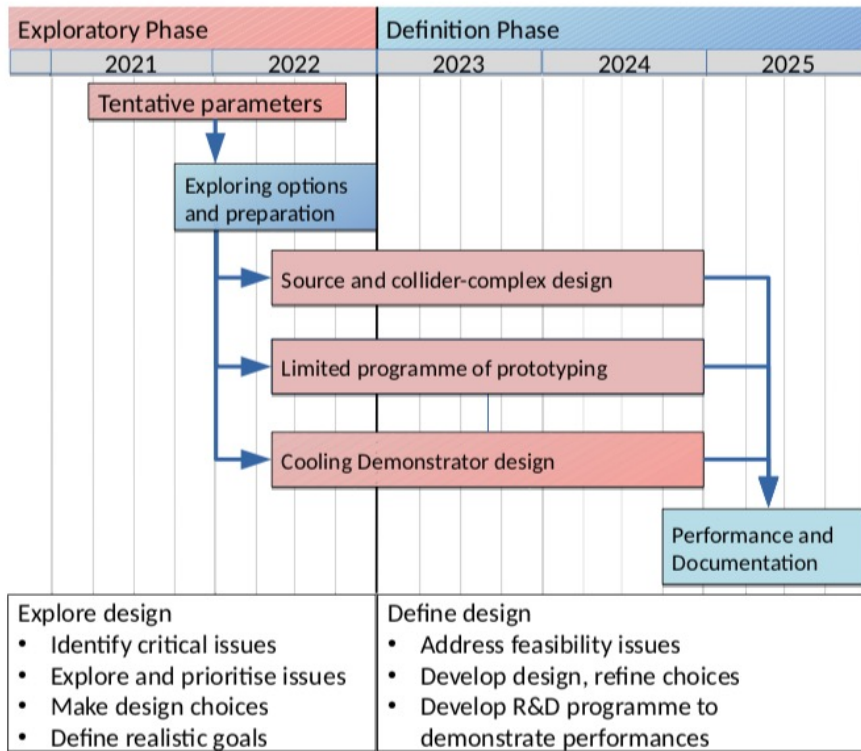 Exploratory Phase
Definition Phase
2021
2022
2023
2024
2025
Tentative parameters
Exploring options
and preparation
Source and collider-complex design
Limited programme of prototyping
Cooling Demonstrator design
Performance and
Documentation
Explore design
• Identify critical issues
• Explore and prioritise issues
• Make design choices
• Define realistic goals
Define design
• Address feasibility issues
• Develop design, refine choices
• Develop R&D programme to
demonstrate performances